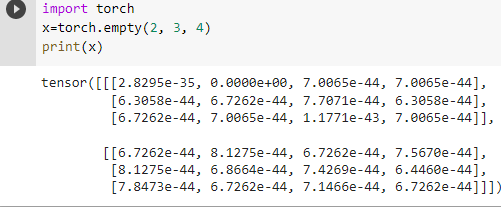 import torch
x=torch.empty(2, 3, 4)
print(x)
tensor([[[2.8295e-35, 0.0000e+00, 7.0065e-44, 7.0065e-44],
[6.3058e-44, 6.7262e-44, 7.7071e-44, 6.3058e-44],
[6.7262e-44, 7.0065e-44, 1.1771e-43, 7.0065e-44]],
[[6.7262e-44, 8.1275e-44, 6.7262e-44, 7.5670e-44],
[8.1275e-44, 6.8664e-44, 7.4269e-44, 6.4460e-44],
[7.8473e-44, 6.7262e-44, 7.1466e-44, 6.7262e-44]]])